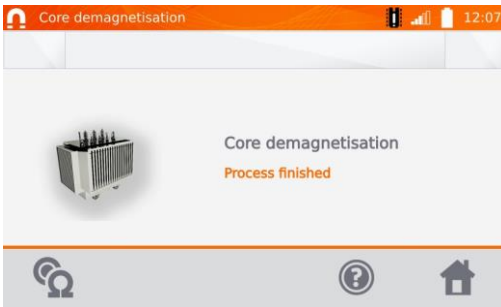 Core demagnetisation
12:07
Core demagnetisation
Process finished